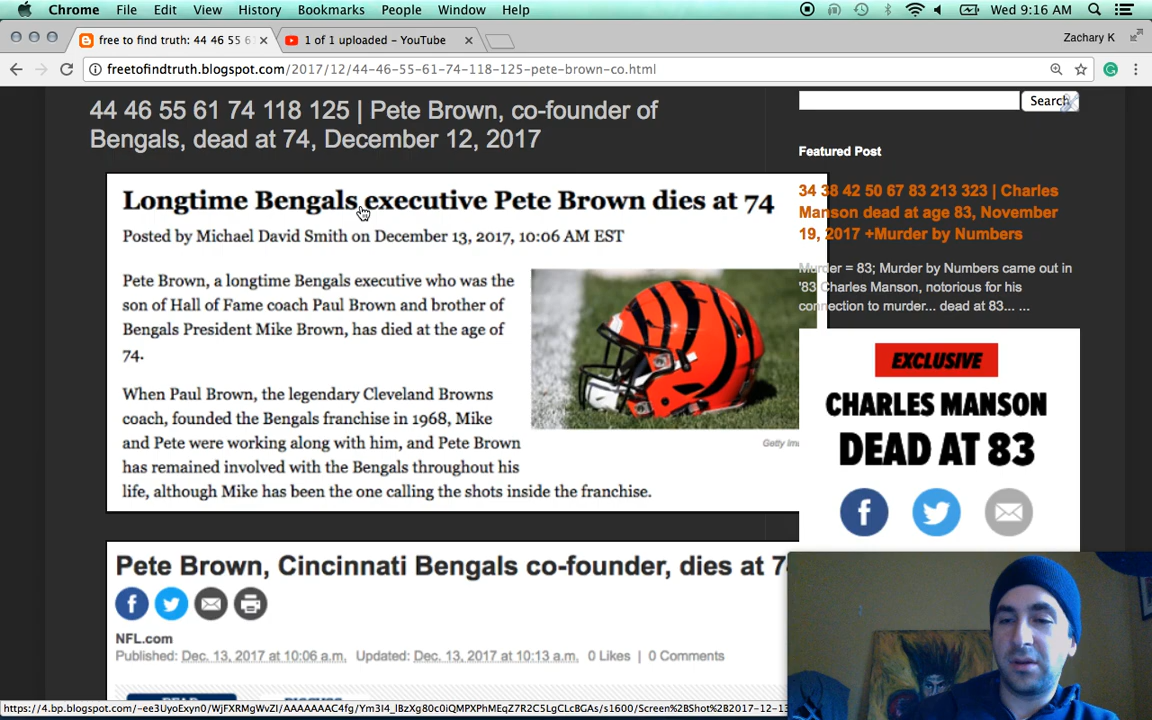 Chrome File Edit View History Bookmarks People Window Help Wed 9:16 AM
free to find truth: 44 46 55 61 1 of 1 uploaded - YouTube Zachary K
freetofindtruth.blogspot.com/2017/12/44-46-55-61-74-118-125-pete-brown-co.html
44 46 55 61 74 118 125 | Pete Brown, co-founder of
Bengals, dead at 74, December 12, 2017
Longtime Bengals executive Pete Brown dies at 74
Posted by Michael David Smith on December 13, 2017, 10:06 AM EST
Pete Brown, a longtime Bengals executive who was the
son of Hall of Fame coach Paul Brown and brother of
Bengals President Mike Brown, has died at the age of
74.
Getty
When Paul Brown, the legendary Cleveland Browns
coach, founded the Bengals franchise in 1968, Mike
and Pete were working along with him, and Pete Brown
has remained involved with the Bengals throughout his
life, although Mike has been the one calling the shots inside the franchise.
Pete Brown, Cincinnati Bengals co-founder, dies at
NFL.com
Published: Dec. 13, 2017 at 10:06 a.m. Updated: Dec. 13, 2017 at 10:13 a.m. 0 Likes | 0 Comments
Search
Featured Post
34 38 42 50 67 83 213 323 | Charles
Manson dead at age 83, November
19, 2017 +Murder by Numbers
Murder = 83; Murder by Numbers came out in
'83 Charles Manson, notorious for his
connection to murder... dead at 83... ...
EXCLUSIVE
CHARLES MANSON
DEAD AT 83